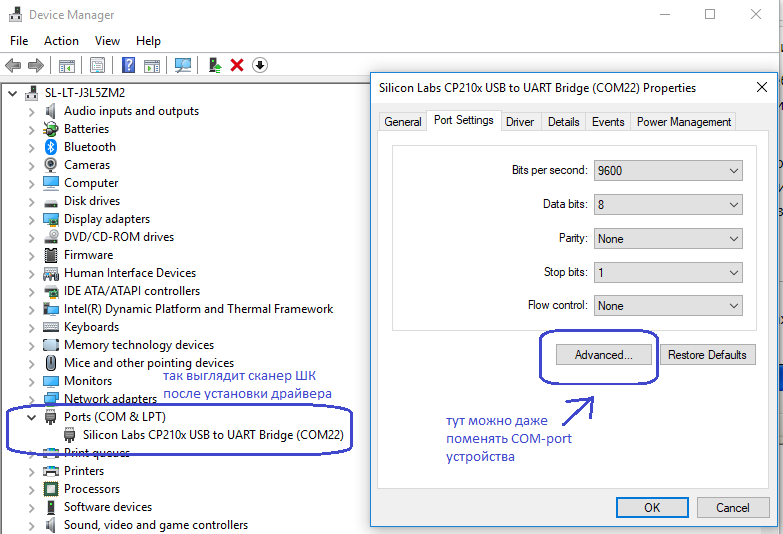 Device Manager
File Action View Help
SL-LT-J3L5ZM2
Audio inputs and outputs
Batteries
Bluetooth
Cameras
Computer
Disk drives
Display adapters
DVD/CD-ROM drives
Firmware
Human Interface Devices
IDE ATA/ATAPI controllers
Intel(R) Dynamic Platform and Thermal Framework
Keyboards
Memory technology devices
Mice and other pointing devices
Monitors
Network adapters
Ports (COM & LPT)
Silicon Labs CP210x USB to UART Bridge (COM22)
Print queues
Printers
Processors
Software devices
Sound, video and game controllers
так выглядит сканер ШК
после установки драйвера
Silicon Labs CP210x USB to UART Bridge (COM22) Properties
General Port Settings Driver Details Events Power Management
Bits per second: 9600
Data bits: 8
Parity: None
Stop bits: 1
Flow control: None
Advanced... Restore Defaults
тут можно даже
поменять COM-port
устройства
OK Cancel